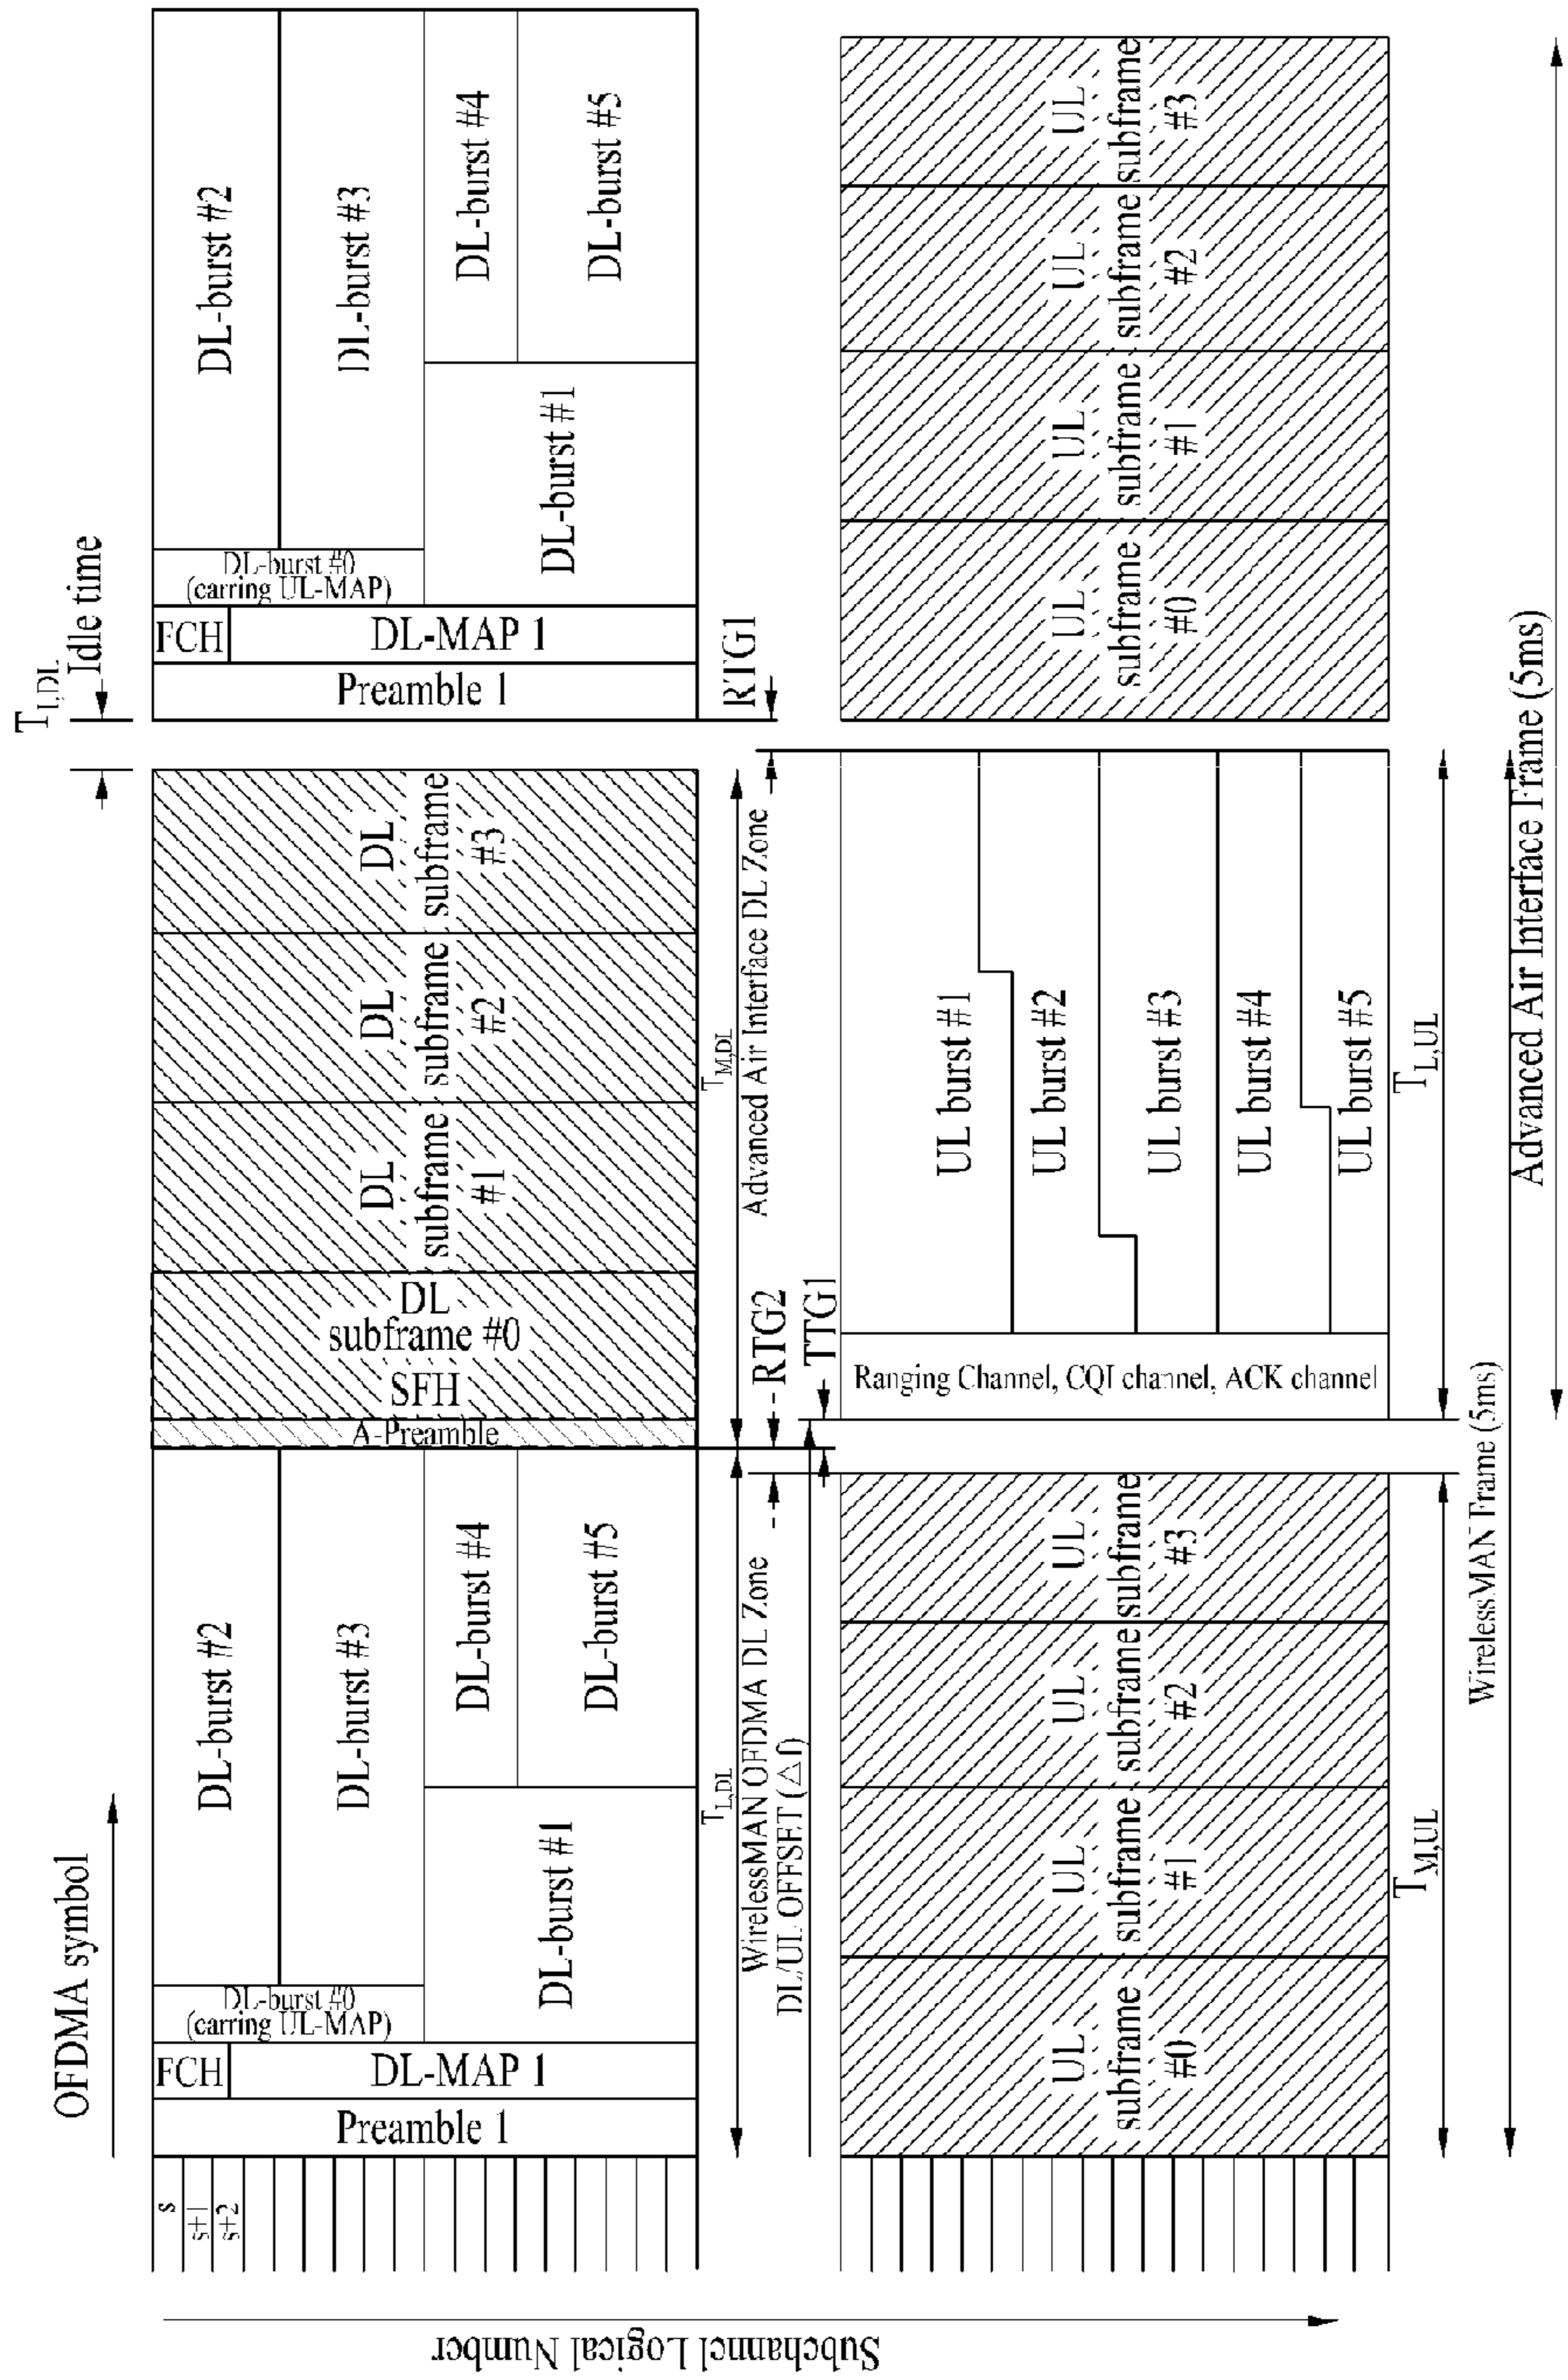 OFDMA symbol
Subchannel Logical Number
s
s+1
s+2
Preamble 1
FCH
DL-MAP 1
DL-burst #0
(carring UL-MAP)
DL-burst #2
DL-burst #3
DL-burst #1
DL-burst #4
DL-burst #5
A-Preamble
SFH
DL
subframe #0
DL
subframe
#1
DL
subframe
#2
DL
subframe
#3
T_I,DL
Idle time
Preamble 1
FCH
DL-MAP 1
DL-burst #0
(carring UL-MAP)
DL-burst #2
DL-burst #3
DL-burst #1
DL-burst #4
DL-burst #5
T_L,DL
WirelessMAN OFDMA DL Zone
DL/UL OFFSET (△f)
T_M,DL
Advanced Air Interface DL Zone
RTG2
TTG1
RTG1
UL
subframe
#0
UL
subframe
#1
UL
subframe
#2
UL
subframe
#3
Ranging Channel, CQI channel, ACK channel
UL burst #1
UL burst #2
UL burst #3
UL burst #4
UL burst #5
UL
subframe
#0
UL
subframe
#1
UL
subframe
#2
UL
subframe
#3
T_M,UL
T_L,UL
WirelessMAN Frame (5ms)
Advanced Air Interface Frame (5ms)